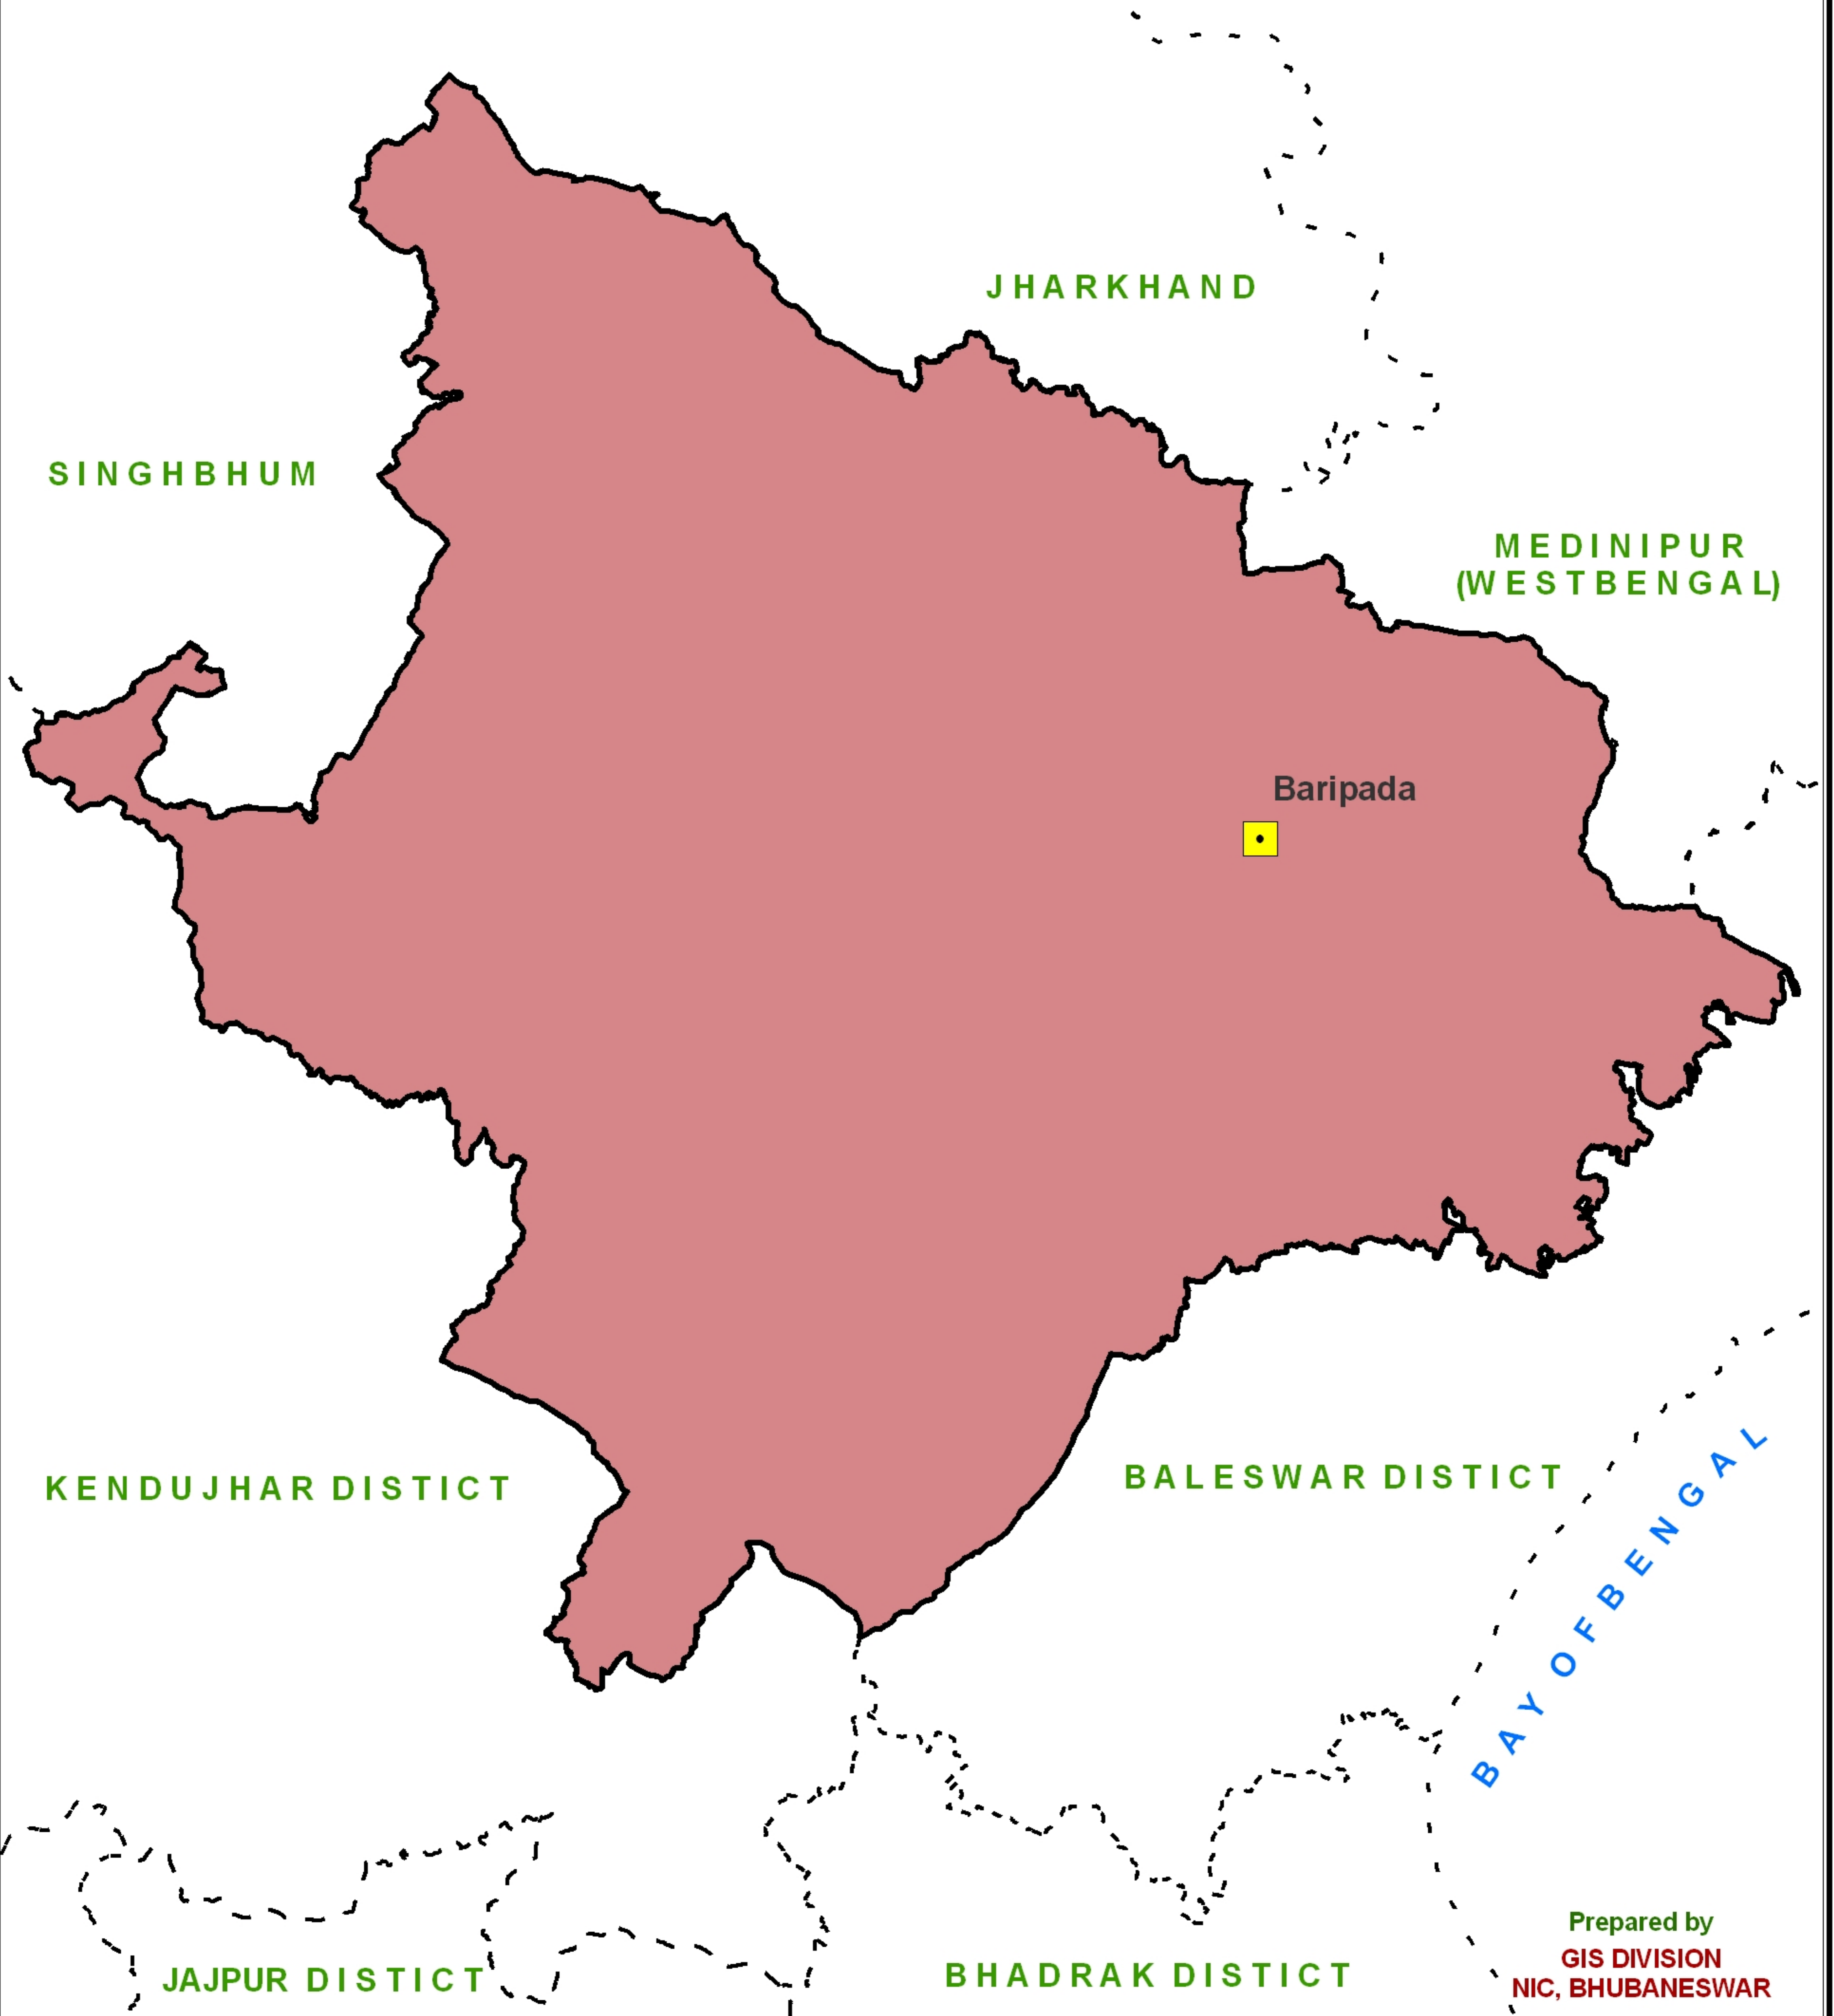 JHARKHAND
SINGHBHUM
MEDINIPUR
(WESTBENGAL)
Baripada
KENDUJHAR DISTICT
BALESWAR DISTICT
BAY OF BENGAL
JAJPUR DISTICT
BHADRAK DISTICT
Prepared by
GIS DIVISION
NIC, BHUBANESWAR